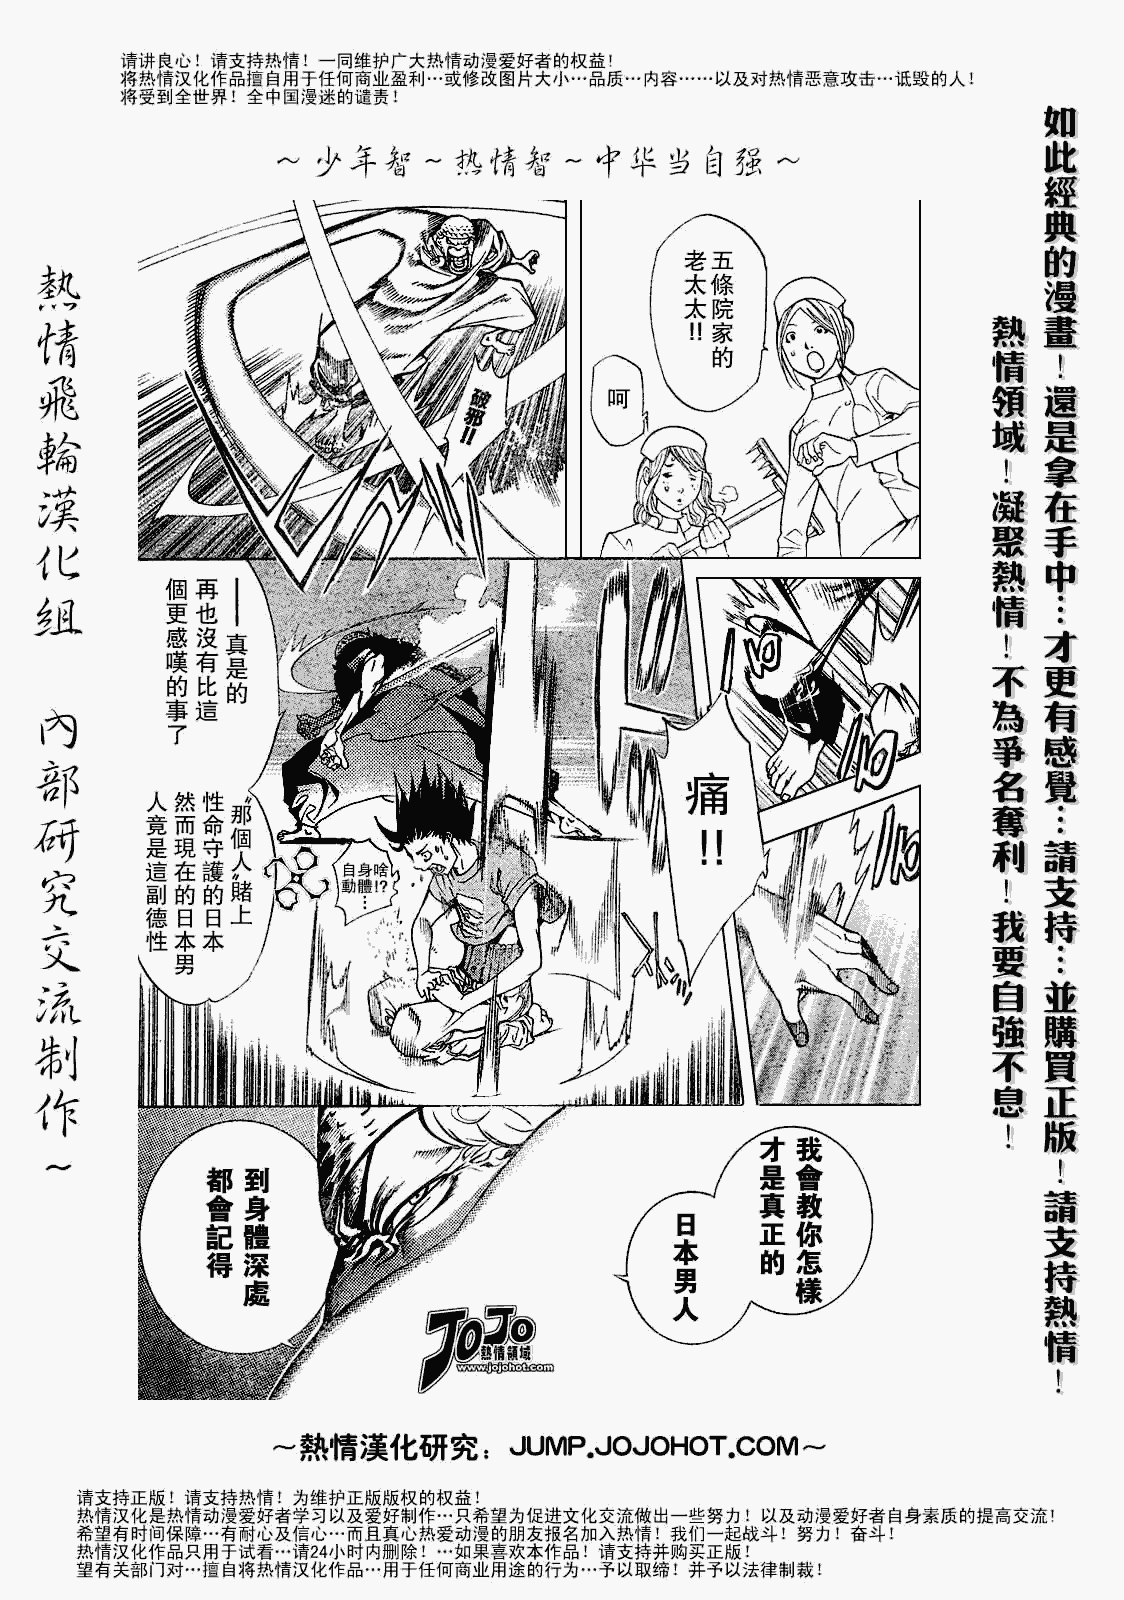 请讲良心！请支持热情！一同维护广大热情动漫爱好者的权益！
将热情汉化作品擅自用于任何商业盈利…或修改图片大小…品质…内容……以及对热情恶意攻击…诋毁的人！
将受到全世界！全中国漫迷的谴责！
～少年智～热情智～中华当自强～
如此經典的漫畫！還是拿在手中…才更有感覺…請支持…並購買正版！請支持熱情！
熱情領域！凝聚熱情！不為爭名奪利！我要自強不息！
五條院家的
老太太!!
呵
破邪!!
痛!!
——真是的
再也沒有比這
個更感嘆的事了
〝那個人〞賭上
性命守護的日本
然而現在的日本男
人竟是這副德性
啥!?
身體…
自動…
我會教你怎樣
才是真正的
日本男人
到身體深處
都會記得
熱情飛輪漢化組　內部研究交流制作～
JOJO
熱情領域
www.jojohot.com
～熱情漢化研究：JUMP.JOJOHOT.COM～
请支持正版！请支持热情！为维护正版版权的权益！
热情汉化是热情动漫爱好者学习以及爱好制作…只希望为促进文化交流做出一些努力！以及动漫爱好者自身素质的提高交流！
希望有时间保障…有耐心及信心…而且真心热爱动漫的朋友报名加入热情！我们一起战斗！努力！奋斗！
热情汉化作品只用于试看…请24小时内删除！…如果喜欢本作品！请支持并购买正版！
望有关部门对…擅自将热情汉化作品…用于任何商业用途的行为…予以取缔！并予以法律制裁！